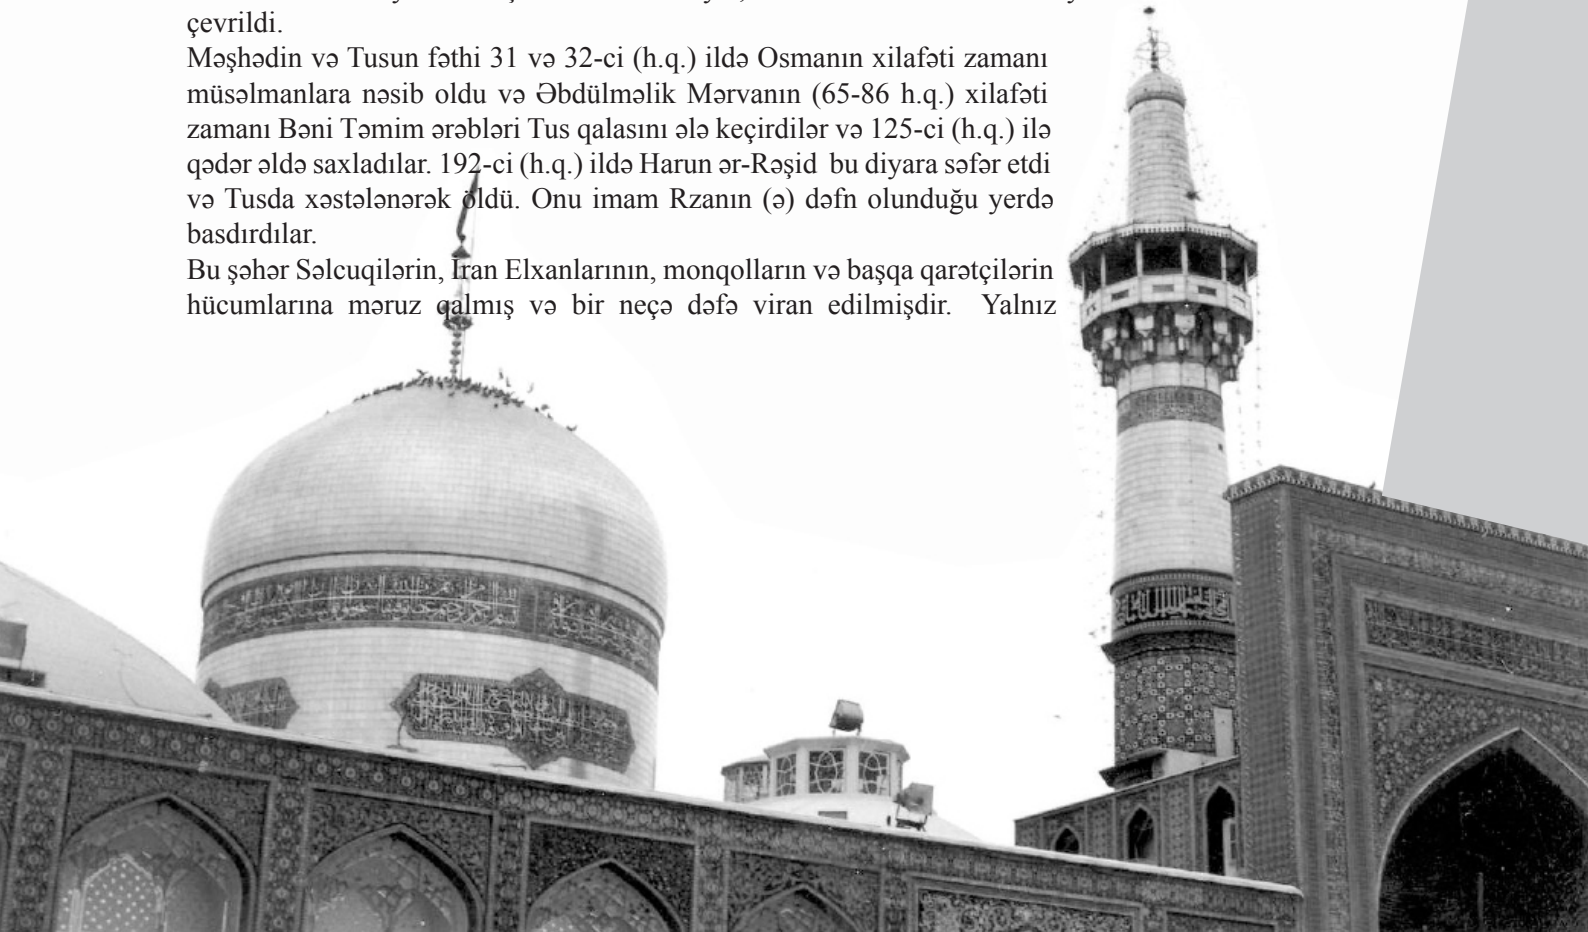 çevrildi.
Məşhədin və Tusun fəthi 31 və 32-ci (h.q.) ildə Osmanın xilafəti zamanı
müsəlmanlara nəsib oldu və Əbdülməlik Mərvanın (65-86 h.q.) xilafəti
zamanı Bəni Təmim ərəbləri Tus qalasını ələ keçirdilər və 125-ci (h.q.) ilə
qədər əldə saxladılar. 192-ci (h.q.) ildə Harun ər-Rəşid bu diyara səfər etdi
və Tusda xəstələnərək öldü. Onu imam Rzanın (ə) dəfn olunduğu yerdə
basdırdılar.
Bu şəhər Səlcuqilərin, İran Elxanlarının, monqolların və başqa qarətçilərin
hücumlarına məruz qalmış və bir neçə dəfə viran edilmişdir. Yalnız